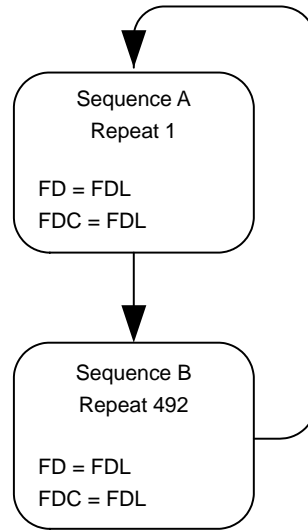 Sequence A
Repeat 1
FD = FDL
FDC = FDL
Sequence B
Repeat 492
FD = FDL
FDC = FDL